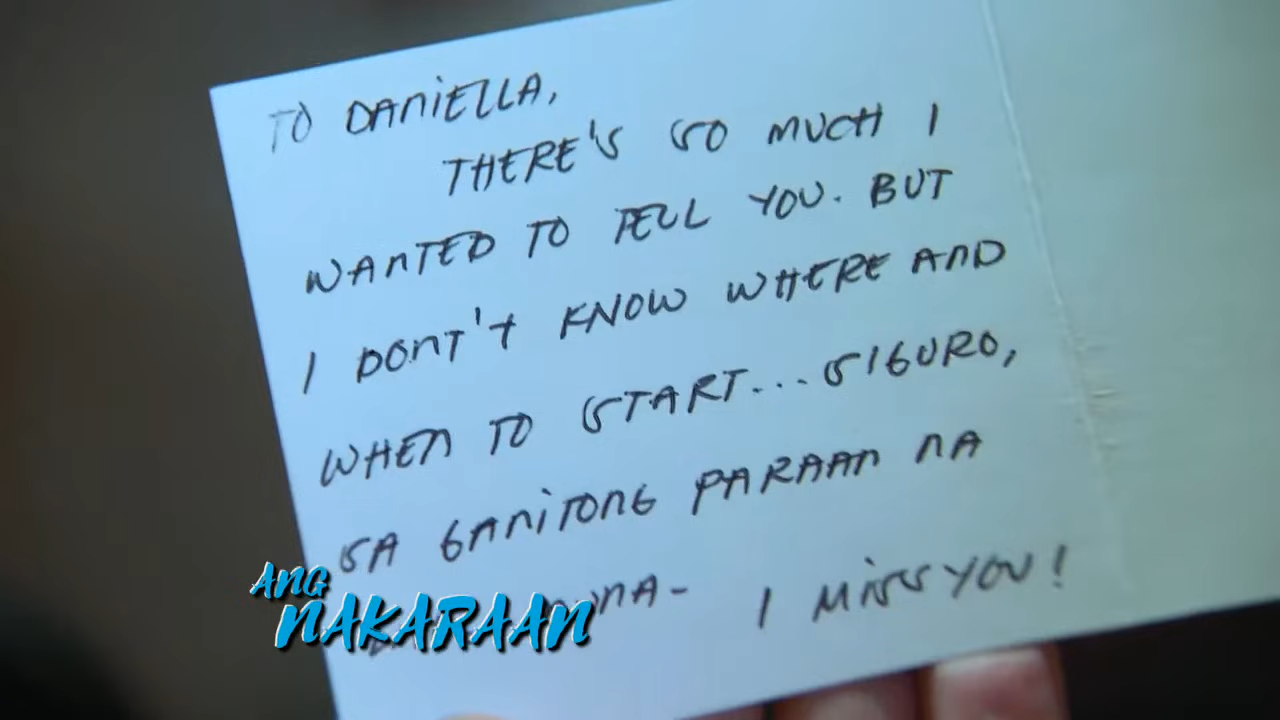 TO DANIELLA,
THERE'S SO MUCH I
WANTED TO TELL YOU. BUT
I DON'T KNOW WHERE AND
WHEN TO START... SIGURO,
SA GANITONG PARAAN NA
I MISS YOU!
ANG
NAKARAAN